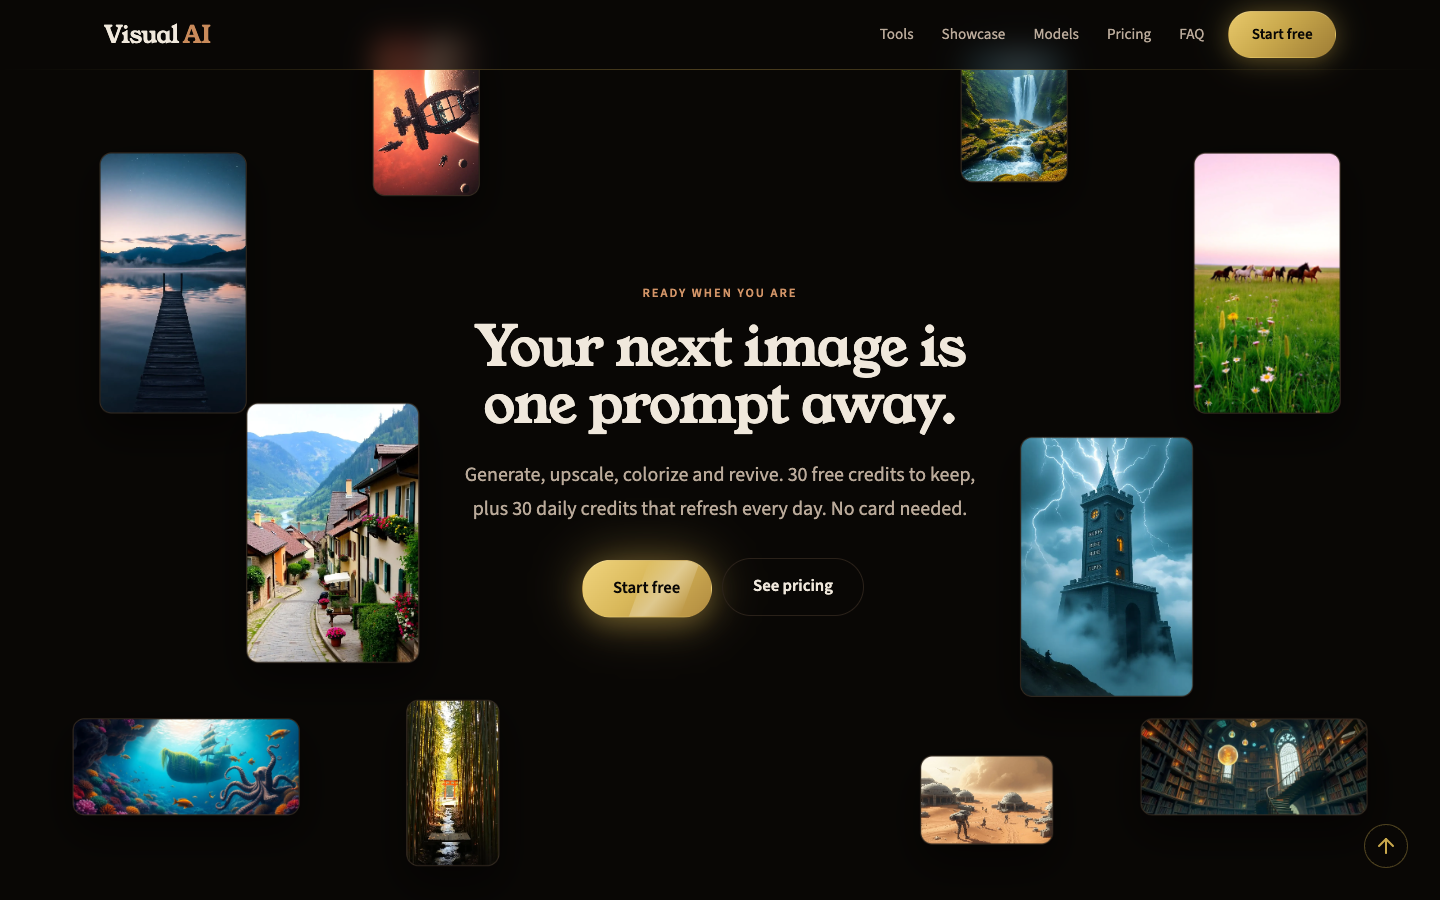 Visual AI
Tools
Showcase
Models
Pricing
FAQ
Start free
READY WHEN YOU ARE
Your next image is
one prompt away.
Generate, upscale, colorize and revive. 30 free credits to keep,
plus 30 daily credits that refresh every day. No card needed.
Start free
See pricing